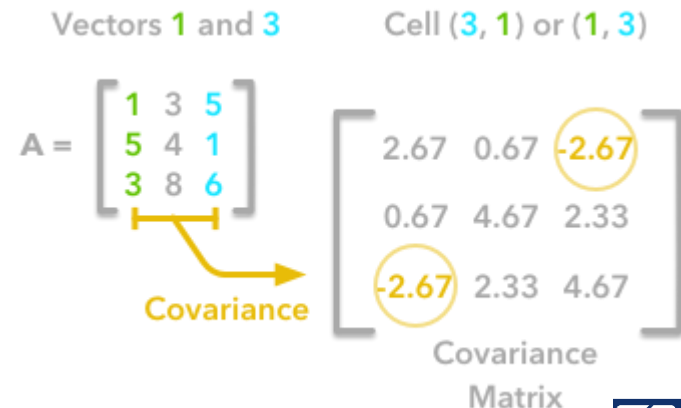 Vectors 1 and 3
Cell (3, 1) or (1, 3)
A =
1 3 5
5 4 1
3 8 6
Covariance
2.67 0.67 -2.67
0.67 4.67 2.33
-2.67 2.33 4.67
Covariance
Matrix